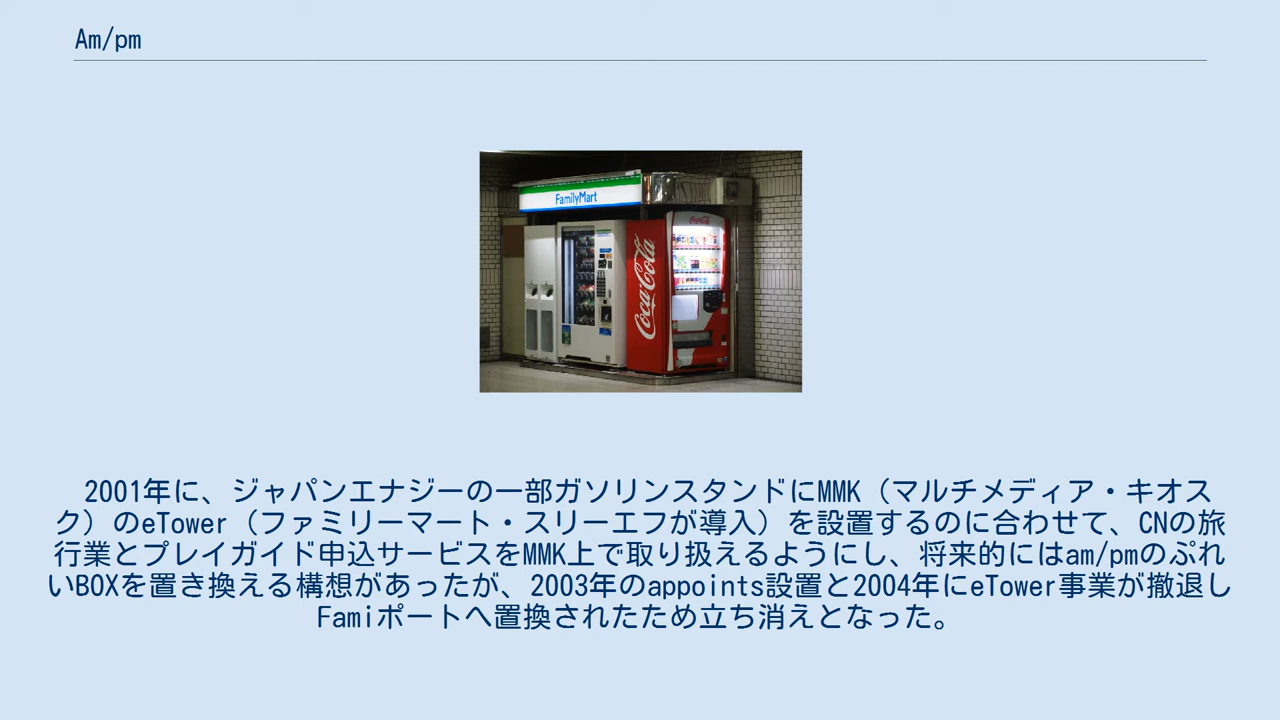 Am/pm
FamilyMart
Coca-Cola
Coca-Cola
2001年に、ジャパンエナジーの一部ガソリンスタンドにMMK（マルチメディア・キオス
ク）のeTower（ファミリーマート・スリーエフが導入）を設置するのに合わせて、CNの旅
行業とプレイガイド申込サービスをMMK上で取り扱えるようにし、将来的にはam/pmのぷれ
いBOXを置き換える構想があったが、2003年のappoints設置と2004年にeTower事業が撤退し
Famiポートへ置換されたため立ち消えとなった。